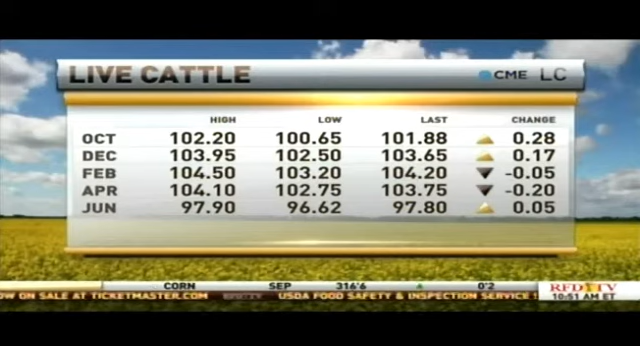 LIVE CATTLE CME LC
HIGH LOW LAST CHANGE
OCT 102.20 100.65 101.88 0.28
DEC 103.95 102.50 103.65 0.17
FEB 104.50 103.20 104.20 -0.05
APR 104.10 102.75 103.75 -0.20
JUN 97.90 96.62 97.80 0.05
CORN SEP 316'6 0'2
OW ON SALE AT TICKETMASTER.COM RFD-TV USDA FOOD SAFETY & INSPECTION SERVICE
RFD TV
10:51 AM ET